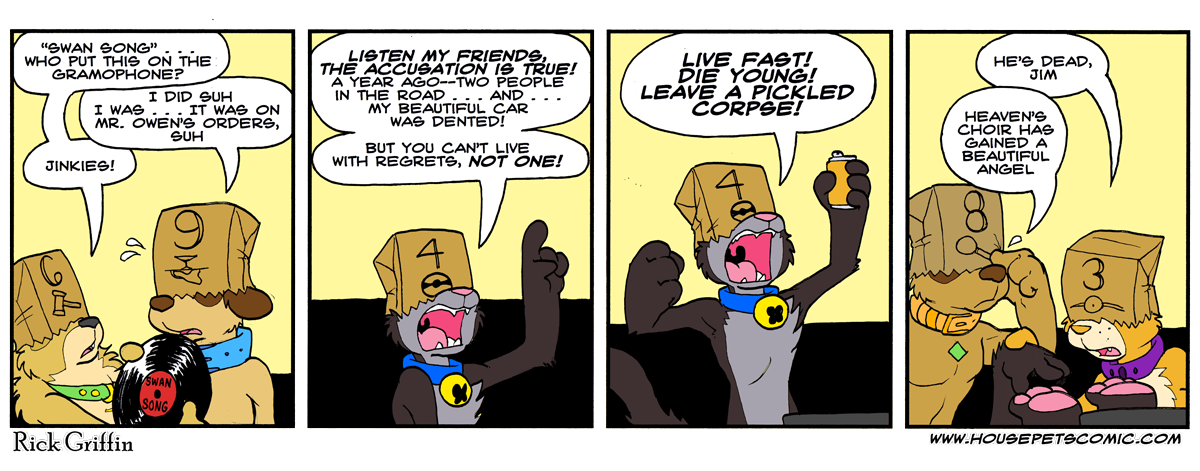 "SWAN SONG" . . .
WHO PUT THIS ON THE
GRAMOPHONE?
I DID SUH
I WAS . . . IT WAS ON
MR. OWEN'S ORDERS,
SUH
JINKIES!
6
9
SWAN
SONG
LISTEN MY FRIENDS,
THE ACCUSATION IS TRUE!
A YEAR AGO--TWO PEOPLE
IN THE ROAD . . . AND . . .
MY BEAUTIFUL CAR
WAS DENTED!
BUT YOU CAN'T LIVE
WITH REGRETS, NOT ONE!
4
LIVE FAST!
DIE YOUNG!
LEAVE A PICKLED
CORPSE!
4
HE'S DEAD,
JIM
HEAVEN'S
CHOIR HAS
GAINED A
BEAUTIFUL
ANGEL
8
3
Rick Griffin
WWW.HOUSEPETSCOMIC.COM